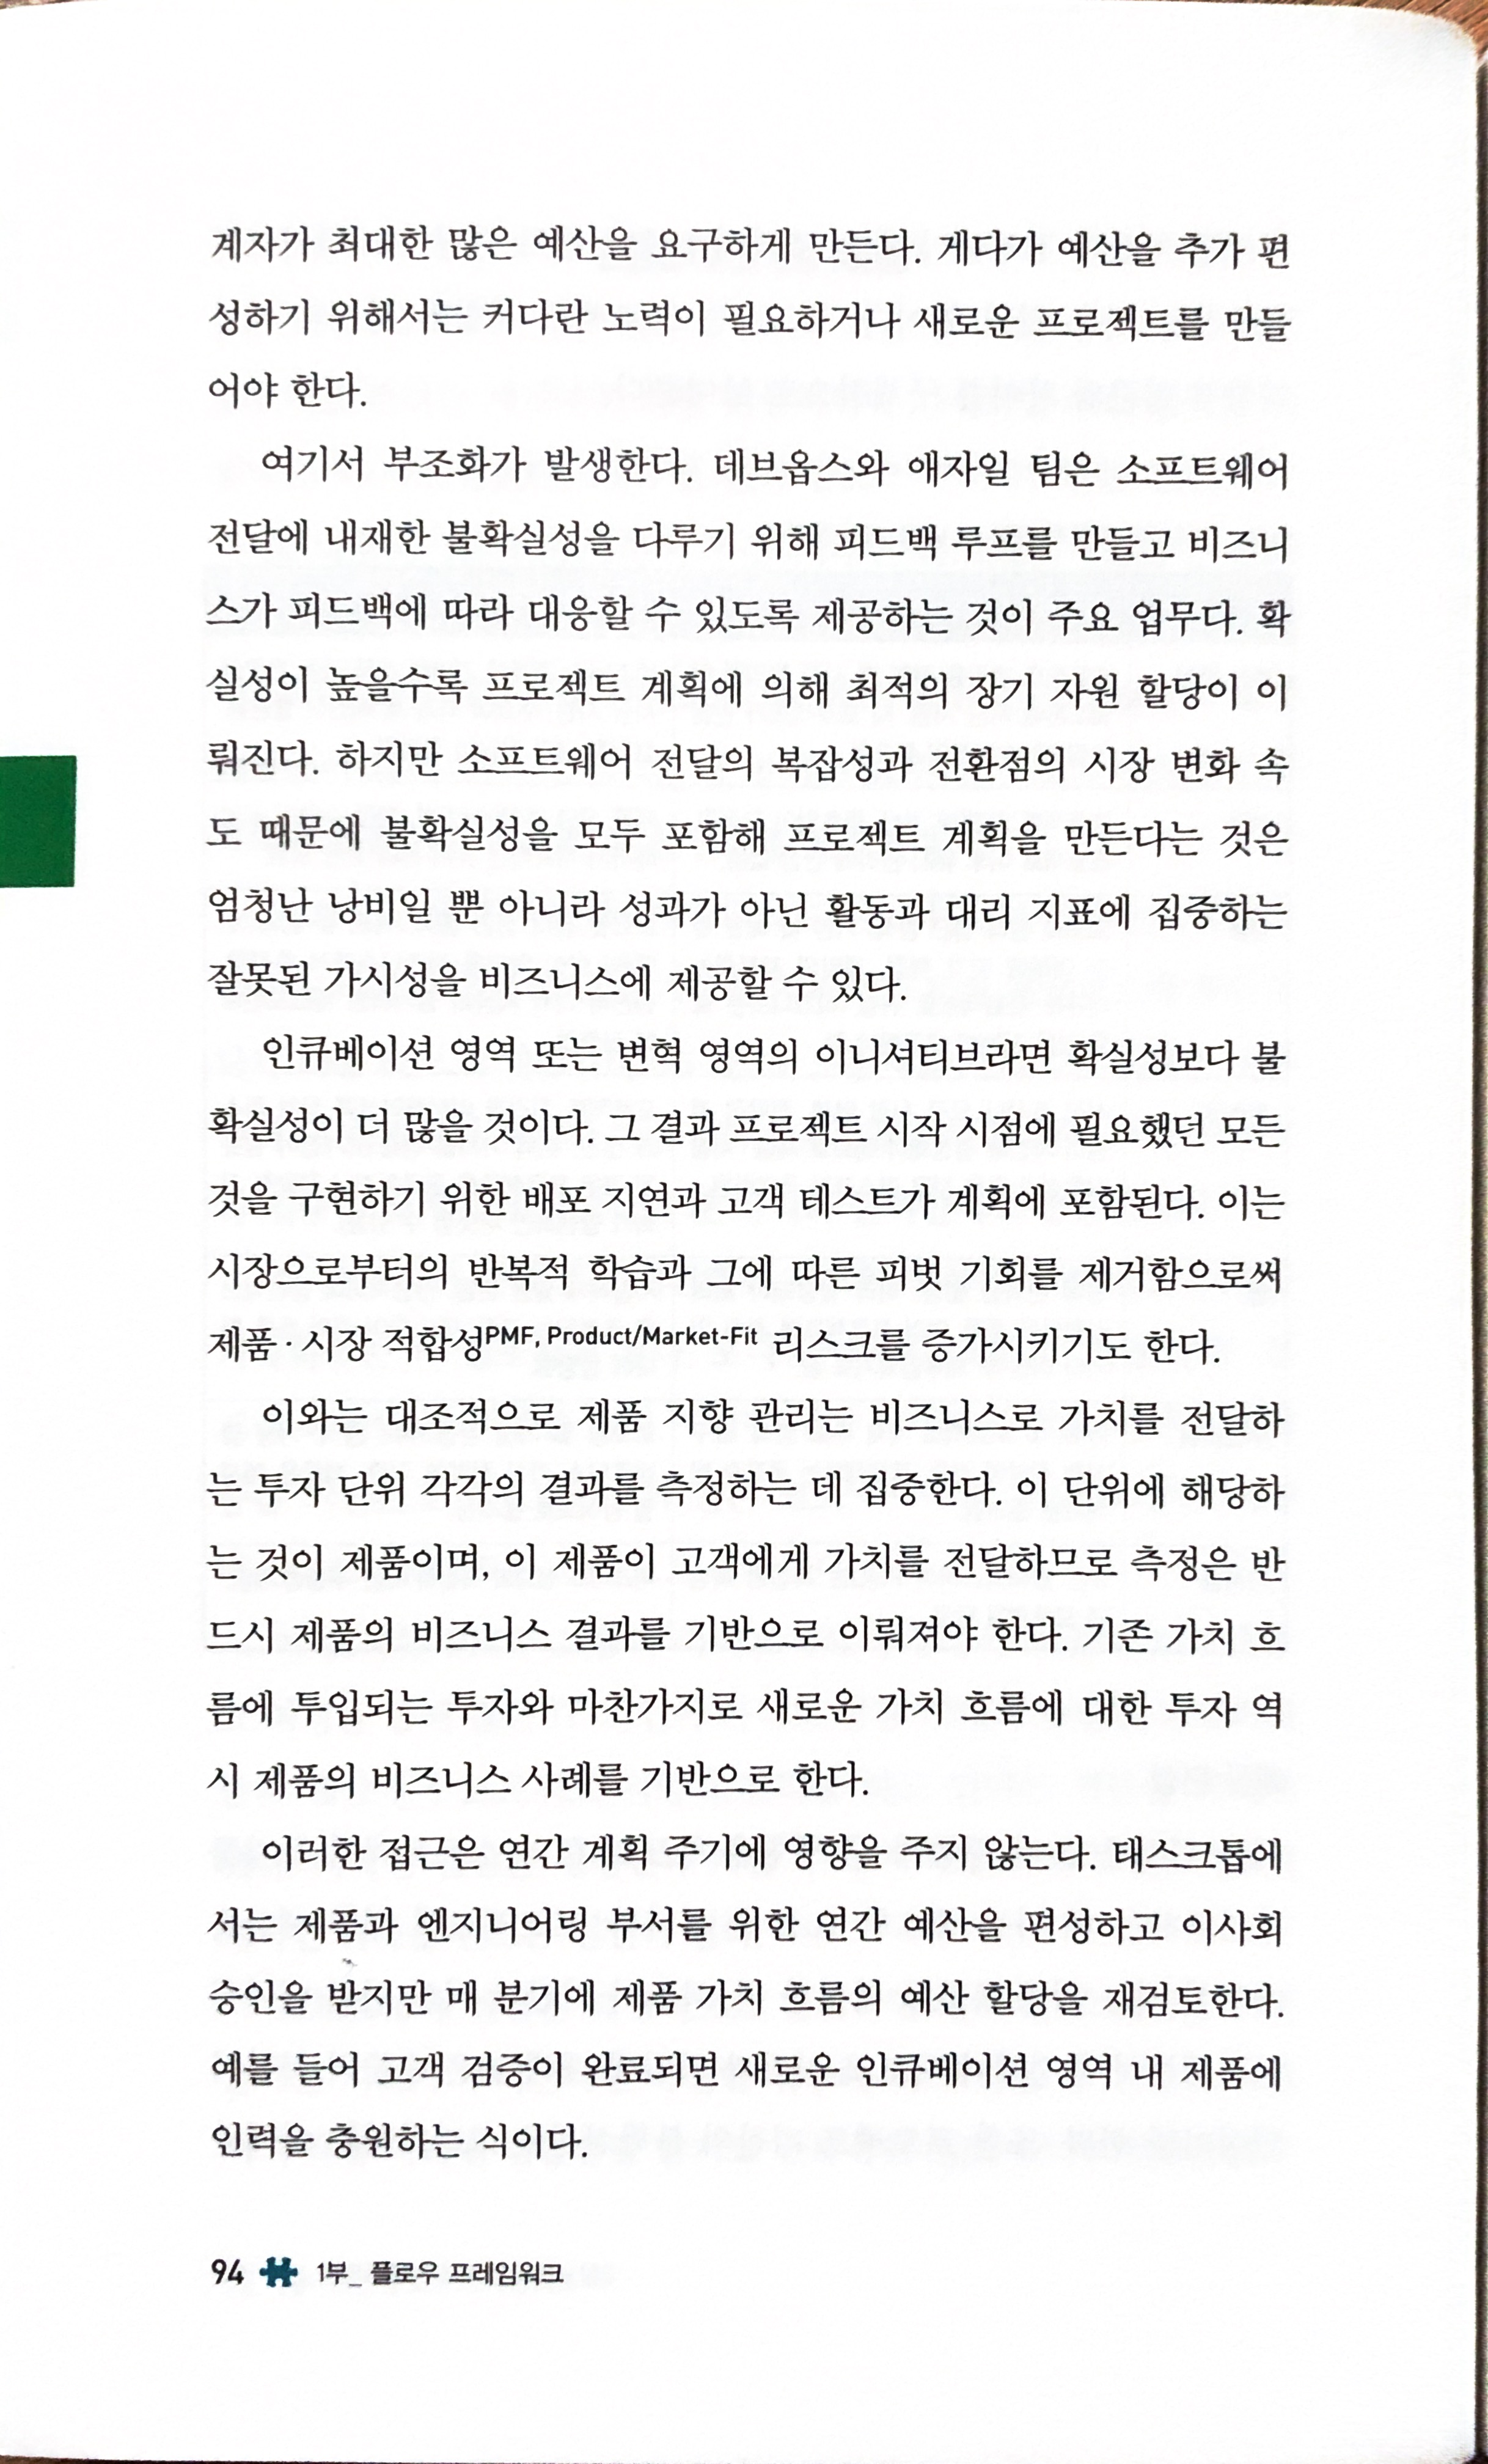 계자가 최대한 많은 예산을 요구하게 만든다. 게다가 예산을 추가 편
성하기 위해서는 커다란 노력이 필요하거나 새로운 프로젝트를 만들
어야 한다.
여기서 부조화가 발생한다. 데브옵스와 애자일 팀은 소프트웨어
전달에 내재한 불확실성을 다루기 위해 피드백 루프를 만들고 비즈니
스가 피드백에 따라 대응할 수 있도록 제공하는 것이 주요 업무다. 확
실성이 높을수록 프로젝트 계획에 의해 최적의 장기 자원 할당이 이
뤄진다. 하지만 소프트웨어 전달의 복잡성과 전환점의 시장 변화 속
도 때문에 불확실성을 모두 포함해 프로젝트 계획을 만든다는 것은
엄청난 낭비일 뿐 아니라 성과가 아닌 활동과 대리 지표에 집중하는
잘못된 가시성을 비즈니스에 제공할 수 있다.
인큐베이션 영역 또는 변혁 영역의 이니셔티브라면 확실성보다 불
확실성이 더 많을 것이다. 그 결과 프로젝트 시작 시점에 필요했던 모든
것을 구현하기 위한 배포 지연과 고객 테스트가 계획에 포함된다. 이는
시장으로부터의 반복적 학습과 그에 따른 피벗 기회를 제거함으로써
제품·시장 적합성PMF, Product/Market-Fit 리스크를 증가시키기도 한다.
이와는 대조적으로 제품 지향 관리는 비즈니스로 가치를 전달하
는 투자 단위 각각의 결과를 측정하는 데 집중한다. 이 단위에 해당하
는 것이 제품이며, 이 제품이 고객에게 가치를 전달하므로 측정은 반
드시 제품의 비즈니스 결과를 기반으로 이뤄져야 한다. 기존 가치 흐
름에 투입되는 투자와 마찬가지로 새로운 가치 흐름에 대한 투자 역
시 제품의 비즈니스 사례를 기반으로 한다.
이러한 접근은 연간 계획 주기에 영향을 주지 않는다. 태스크톱에
서는 제품과 엔지니어링 부서를 위한 연간 예산을 편성하고 이사회
승인을 받지만 매 분기에 제품 가치 흐름의 예산 할당을 재검토한다.
예를 들어 고객 검증이 완료되면 새로운 인큐베이션 영역 내 제품에
인력을 충원하는 식이다.
94 1부_ 플로우 프레임워크